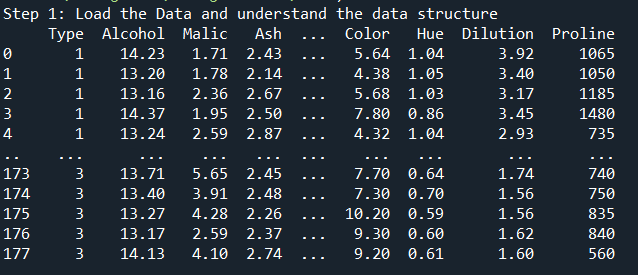 Step 1: Load the Data and understand the data structure
Type Alcohol Malic Ash ... Color Hue Dilution Proline
0 1 14.23 1.71 2.43 ... 5.64 1.04 3.92 1065
1 1 13.20 1.78 2.14 ... 4.38 1.05 3.40 1050
2 1 13.16 2.36 2.67 ... 5.68 1.03 3.17 1185
3 1 14.37 1.95 2.50 ... 7.80 0.86 3.45 1480
4 1 13.24 2.59 2.87 ... 4.32 1.04 2.93 735
.. ... ... ... ... ... ... ... ... ...
173 3 13.71 5.65 2.45 ... 7.70 0.64 1.74 740
174 3 13.40 3.91 2.48 ... 7.30 0.70 1.56 750
175 3 13.27 4.28 2.26 ... 10.20 0.59 1.56 835
176 3 13.17 2.59 2.37 ... 9.30 0.60 1.62 840
177 3 14.13 4.10 2.74 ... 9.20 0.61 1.60 560